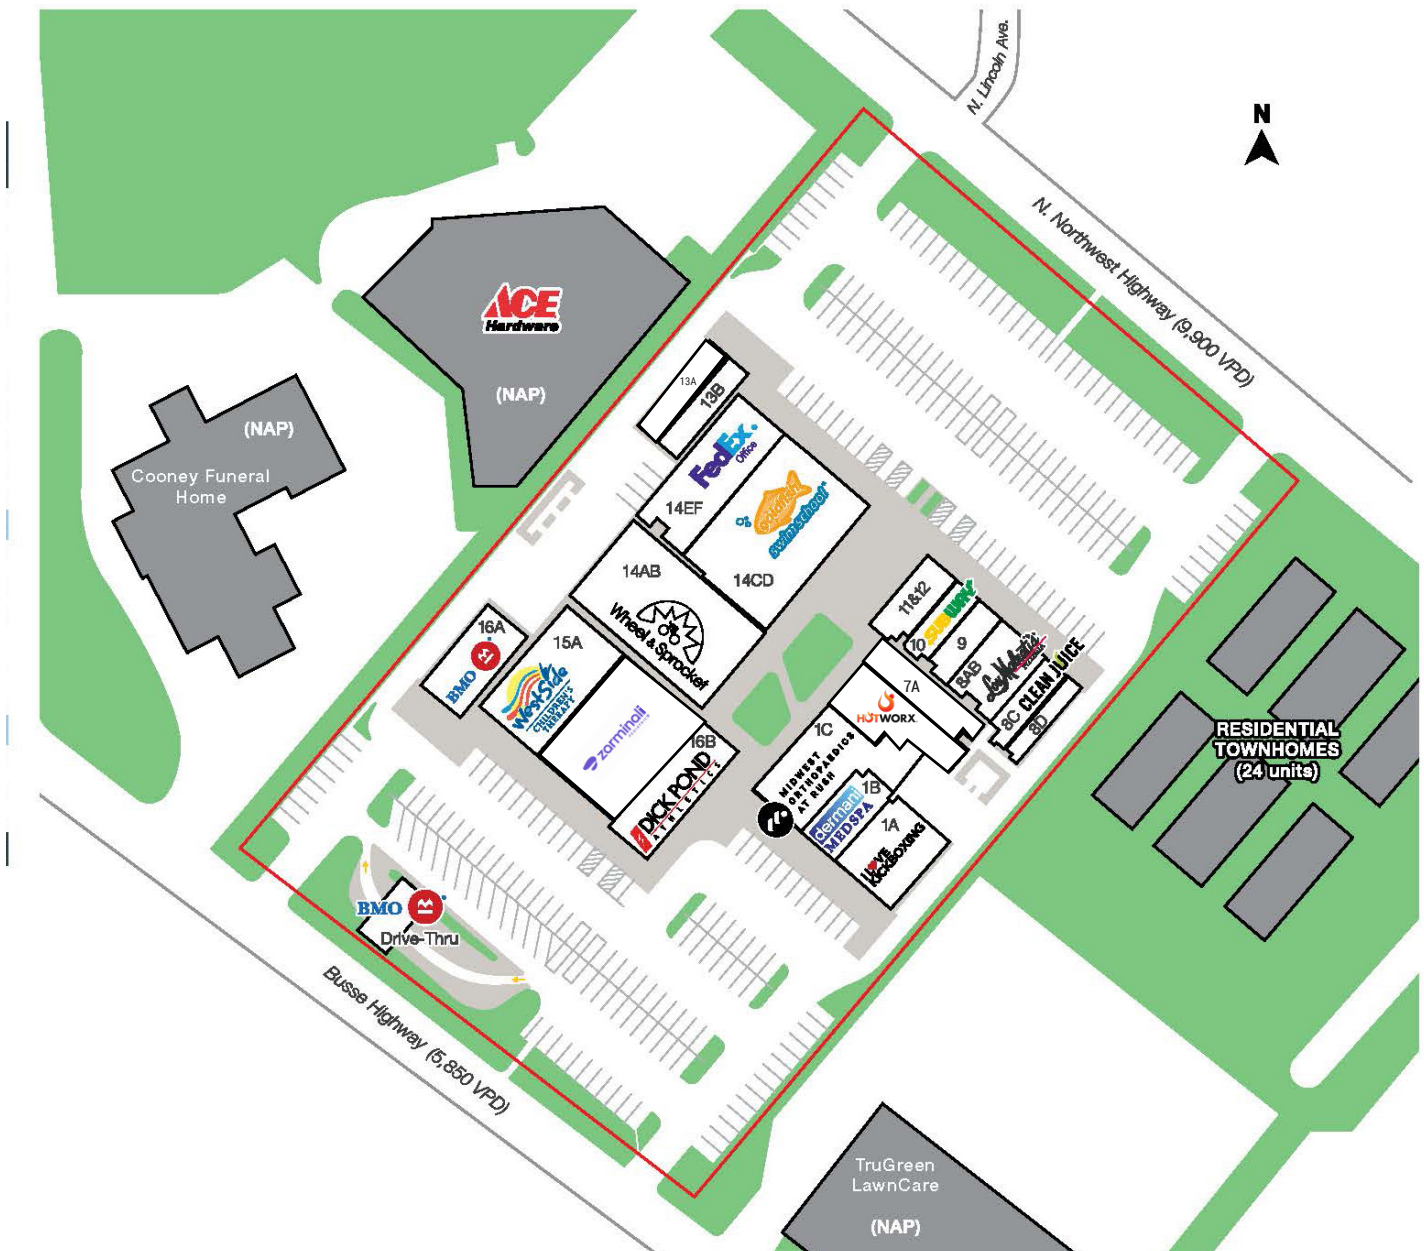 N. Lincoln Ave.
N
N. Northwest Highway (9,900 VPD)
ACE
Hardware
(NAP)
(NAP)
Cooney Funeral
Home
13A
13B
FedEx
Office
14EF
goldfish
swimschool
14CD
14AB
Wheel & Sprocket
16A
BMO
15A
West-Side
CHILDREN'S
THERAPY
zarminali
16B
DICK POND
ATHLETICS
11&12
10
SUBWAY
9
8AB
Lou Malnati's
8C
CLEAN JUICE
8D
7A
HOTWORX
1C
MIDWEST
ORTHOPAEDICS
AT RUSH
1B
dermani
MEDSPA
1A
I LOVE
KICKBOXING
RESIDENTIAL
TOWNHOMES
(24 units)
BMO
Drive-Thru
Busse Highway (5,850 VPD)
TruGreen
LawnCare
(NAP)